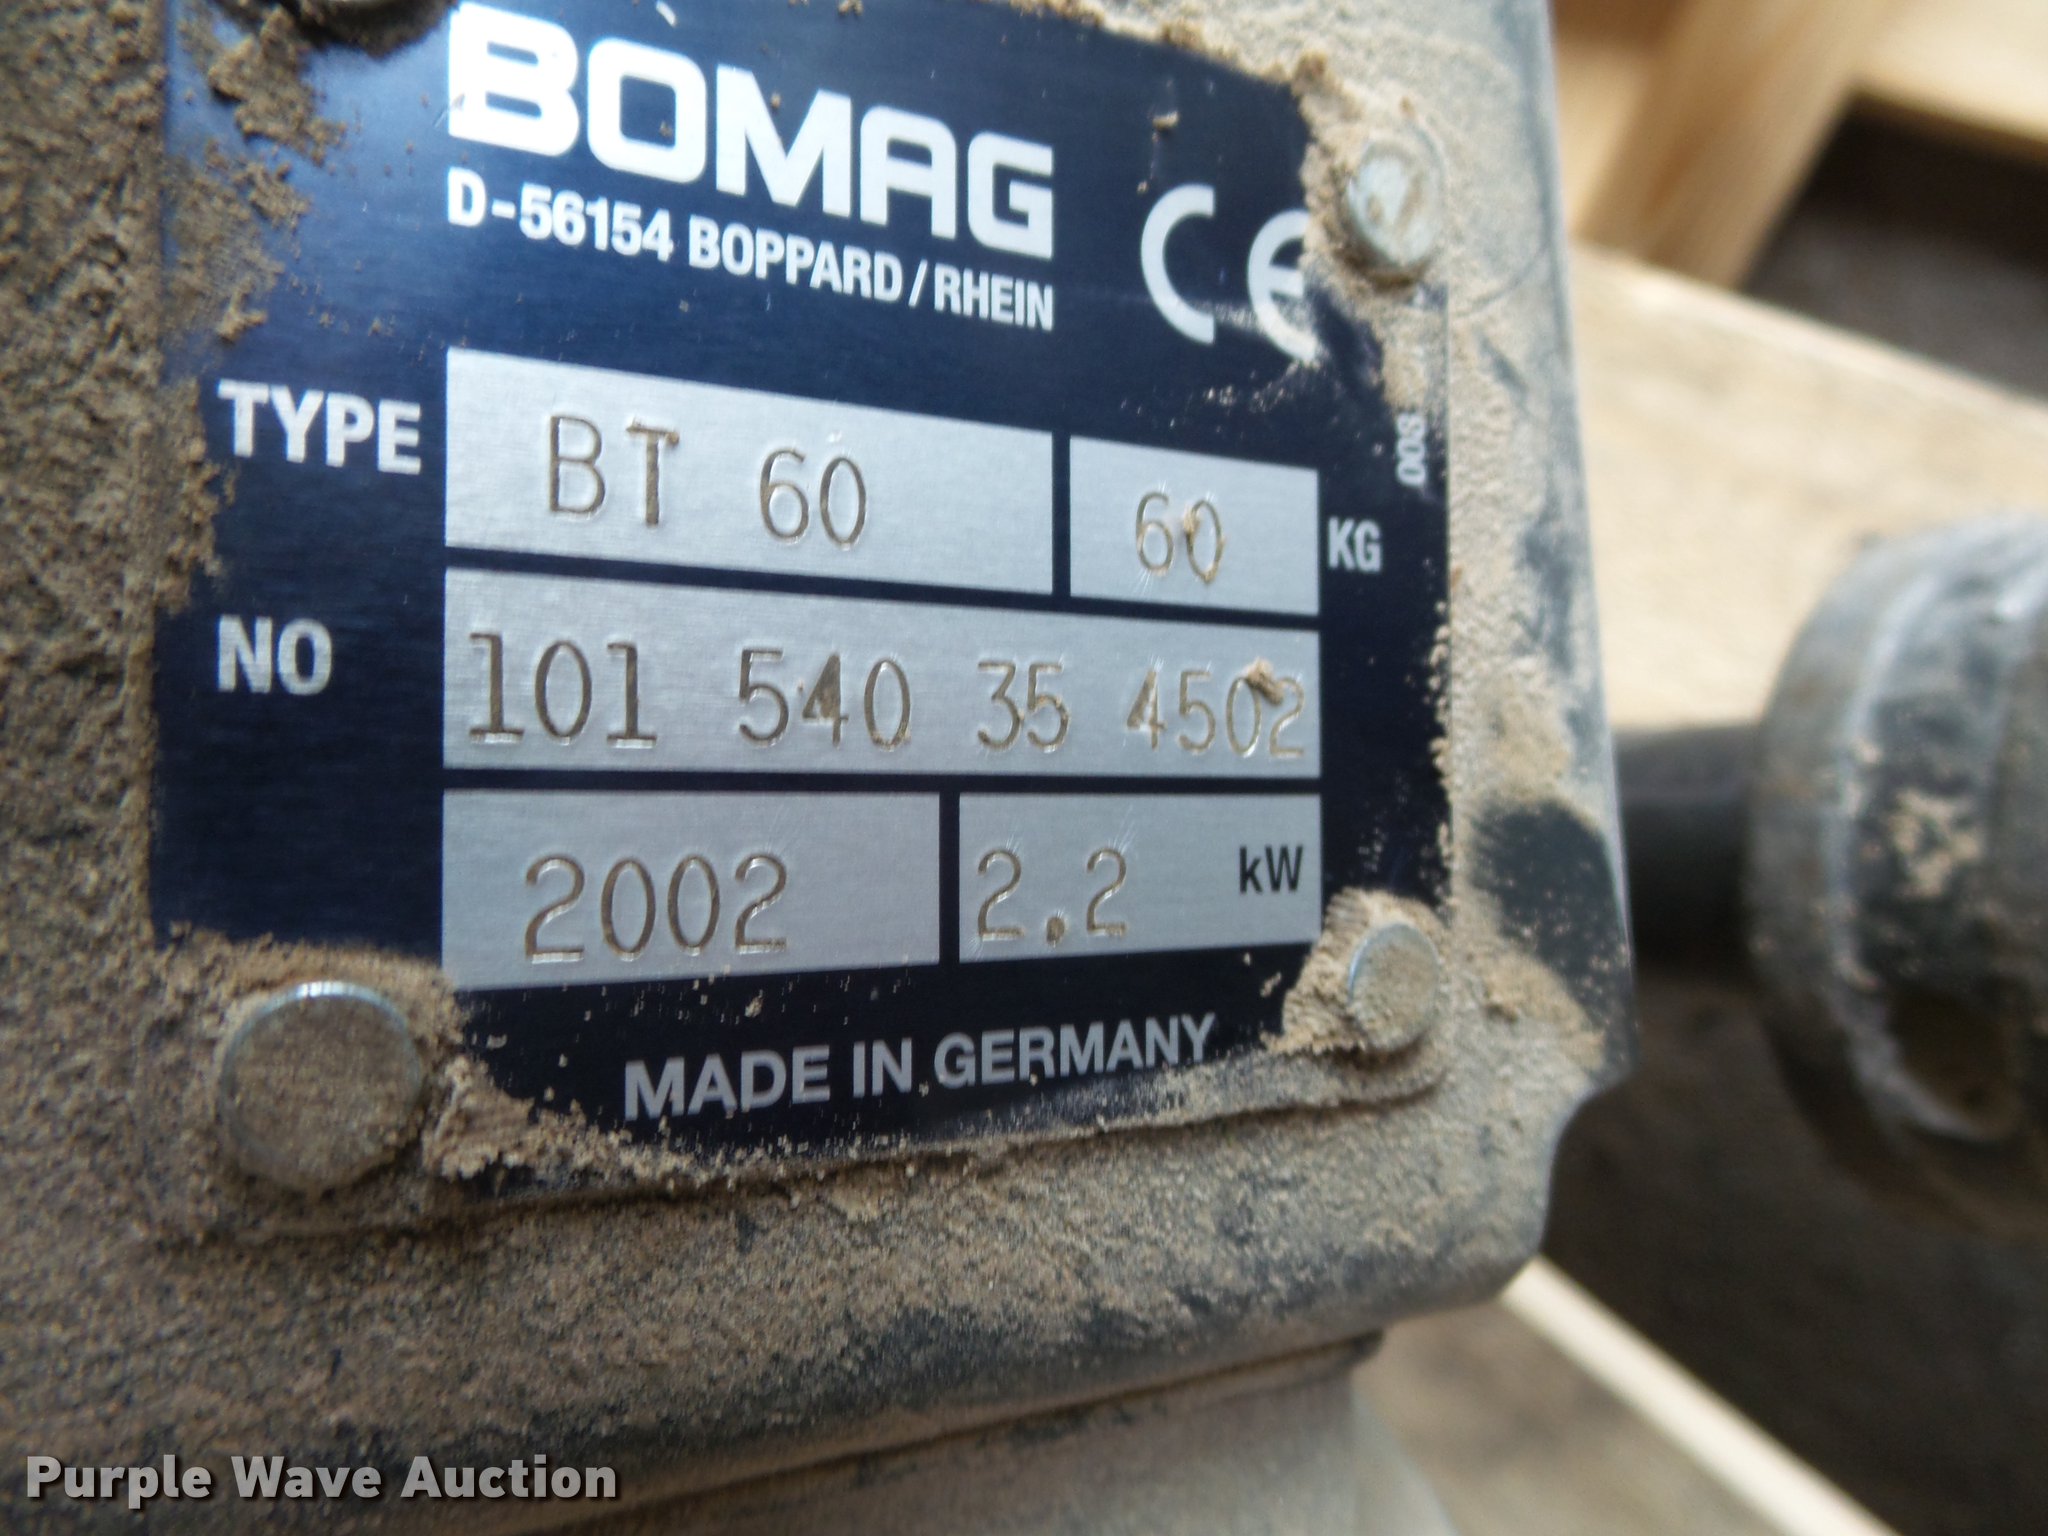 BOMAG
D-56154 BOPPARD/RHEIN
CE
TYPE BT 60 60 KG
008
NO 101 540 35 4502
2002 2.2 kW
MADE IN GERMANY
Purple Wave Auction